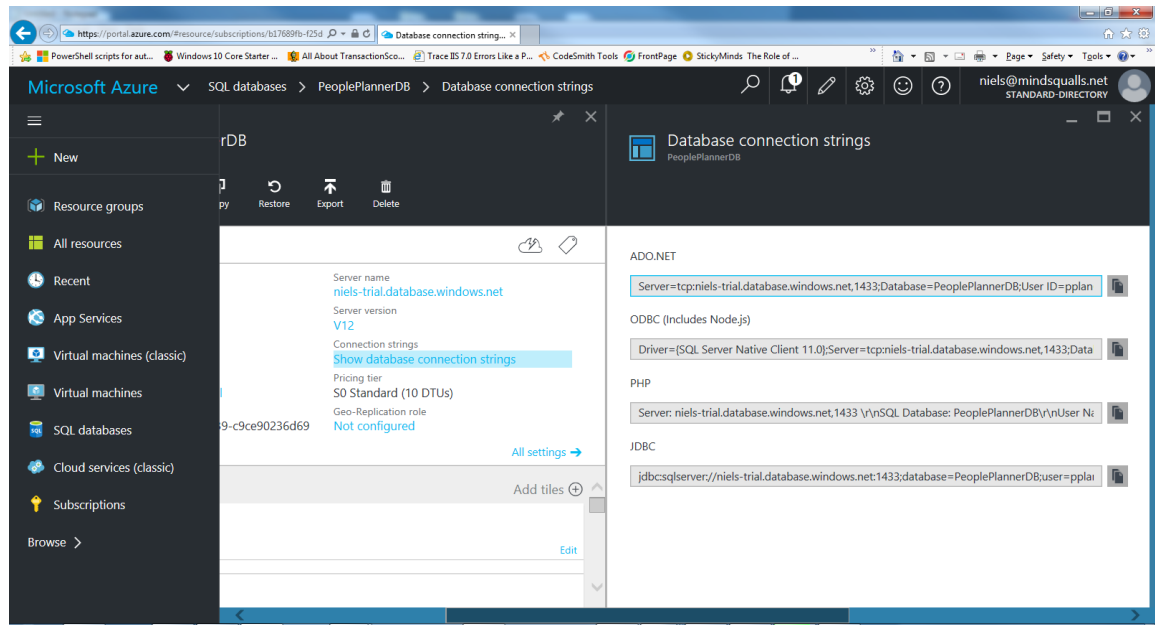 https://portal.azure.com/#resource/subscriptions/b17689fb-f25d
Database connection string...
PowerShell scripts for aut...
Windows 10 Core Starter ...
All About TransactionSco...
Trace IIS 7.0 Errors Like a P...
CodeSmith Tools
FrontPage
StickyMinds The Role of ...
Page
Safety
Tools
Microsoft Azure
SQL databases > PeoplePlannerDB > Database connection strings
1
niels@mindsqualls.net
STANDARD-DIRECTORY
New
Resource groups
All resources
Recent
App Services
Virtual machines (classic)
Virtual machines
SQL databases
Cloud services (classic)
Subscriptions
Browse >
rDB
py
Restore
Export
Delete
Server name
niels-trial.database.windows.net
Server version
V12
Connection strings
Show database connection strings
Pricing tier
S0 Standard (10 DTUs)
Geo-Replication role
39-c9ce90236d69
Not configured
All settings
Add tiles
Edit
Database connection strings
PeoplePlannerDB
ADO.NET
Server=tcp:niels-trial.database.windows.net,1433;Database=PeoplePlannerDB;User ID=pplan
ODBC (Includes Node.js)
Driver={SQL Server Native Client 11.0};Server=tcp:niels-trial.database.windows.net,1433;Data
PHP
Server: niels-trial.database.windows.net,1433 \r\nSQL Database: PeoplePlannerDB\r\nUser Na
JDBC
jdbc:sqlserver://niels-trial.database.windows.net:1433;database=PeoplePlannerDB;user=pplan